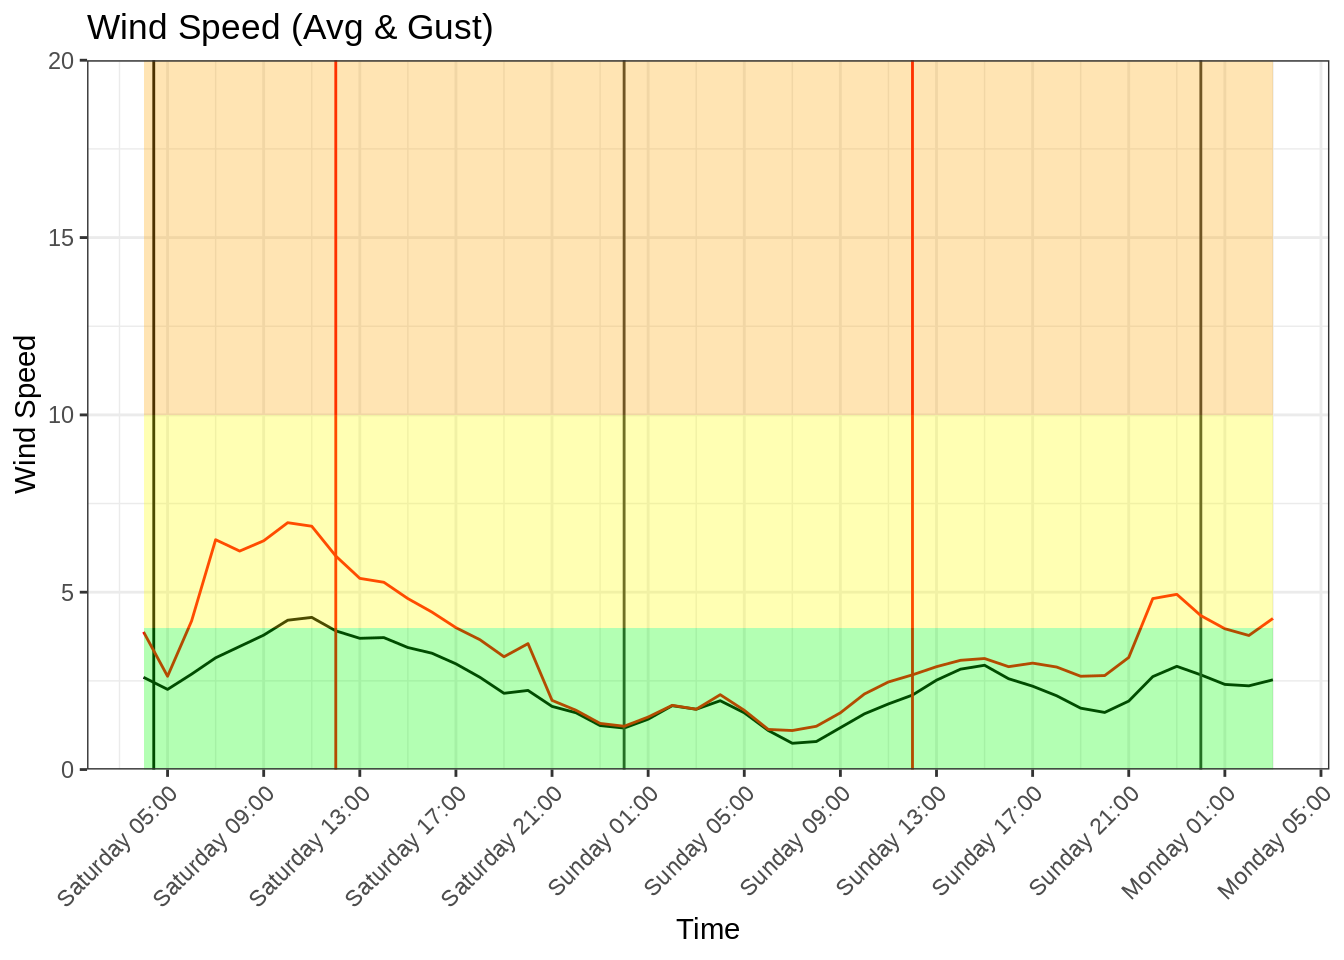 Wind Speed (Avg & Gust)
20
15
10
5
0
Wind Speed
Saturday 05:00
Saturday 09:00
Saturday 13:00
Saturday 17:00
Saturday 21:00
Sunday 01:00
Sunday 05:00
Sunday 09:00
Sunday 13:00
Sunday 17:00
Sunday 21:00
Monday 01:00
Monday 05:00
Time